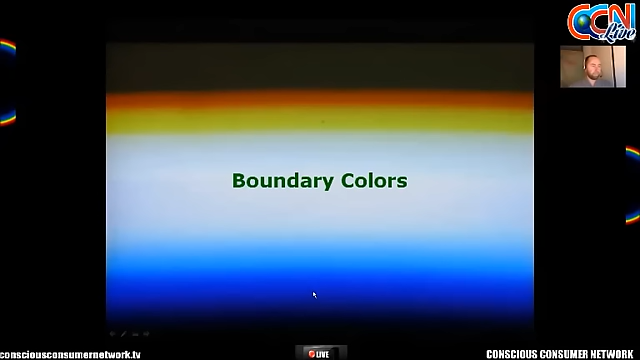 CCN
Live
Boundary Colors
consciousconsumernetwork.tv
LIVE
CONSCIOUS CONSUMER NETWORK